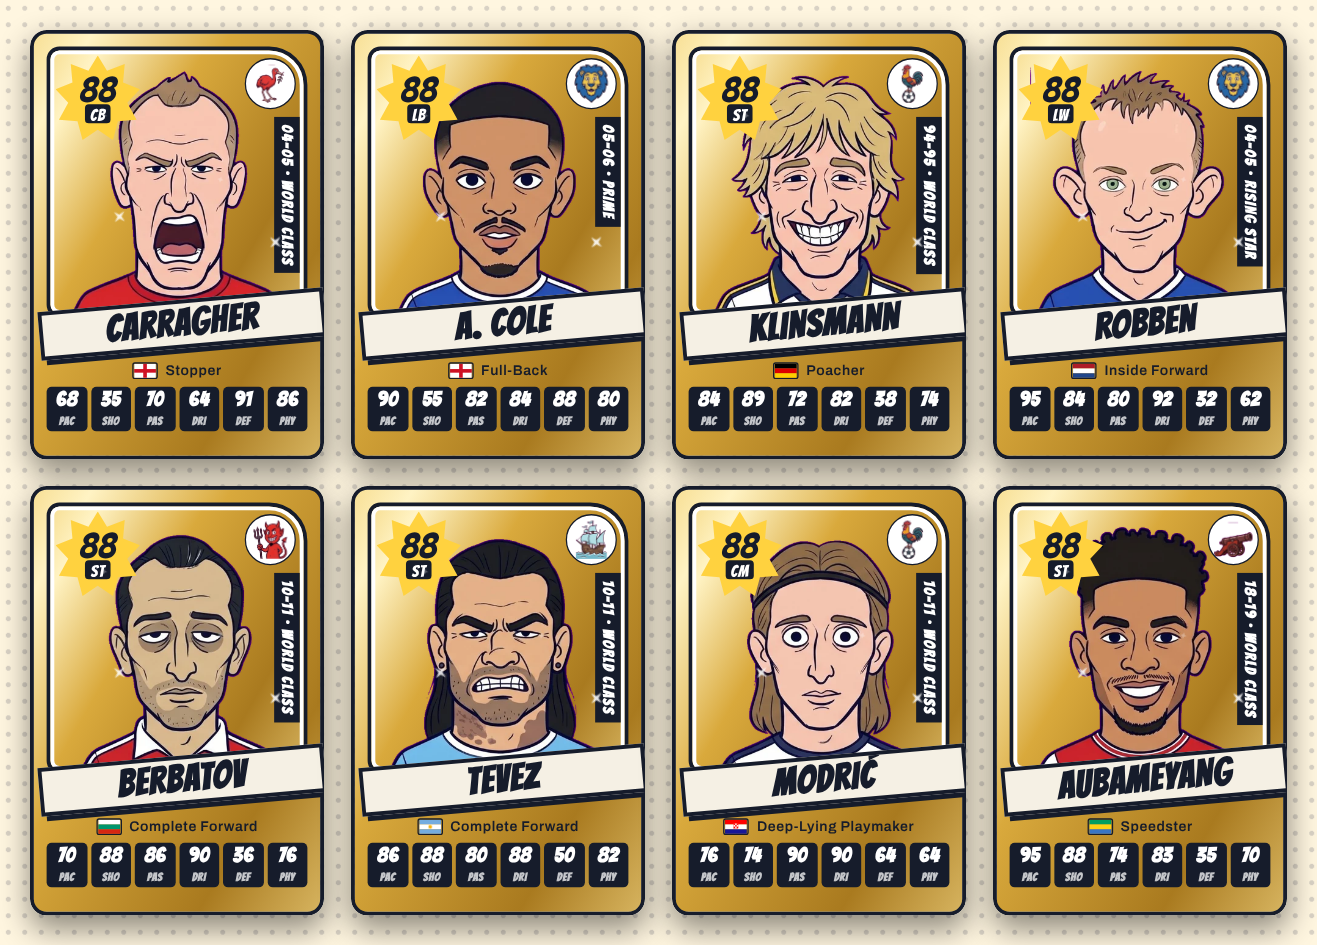 88
CB
04-05 • WORLD CLASS
CARRAGHER
Stopper
68 35 70 64 91 86
PAC SHO PAS DRI DEF PHY
88
LB
05-06 • PRIME
A. COLE
Full-Back
90 55 82 84 88 80
PAC SHO PAS DRI DEF PHY
88
ST
94-95 • WORLD CLASS
KLINSMANN
Poacher
84 89 72 82 38 74
PAC SHO PAS DRI DEF PHY
88
LW
04-05 • RISING STAR
ROBBEN
Inside Forward
95 84 80 92 32 62
PAC SHO PAS DRI DEF PHY
88
ST
10-11 • WORLD CLASS
BERBATOV
Complete Forward
70 88 86 90 36 76
PAC SHO PAS DRI DEF PHY
88
ST
10-11 • WORLD CLASS
TEVEZ
Complete Forward
86 88 80 88 50 82
PAC SHO PAS DRI DEF PHY
88
CM
10-11 • WORLD CLASS
MODRIĆ
Deep-Lying Playmaker
76 74 90 90 64 64
PAC SHO PAS DRI DEF PHY
88
ST
18-19 • WORLD CLASS
AUBAMEYANG
Speedster
95 88 74 83 35 70
PAC SHO PAS DRI DEF PHY